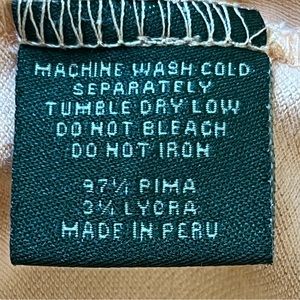 MACHINE WASH COLD
SEPARATELY
TUMBLE DRY LOW
DO NOT BLEACH
DO NOT IRON
97% PIMA
3% LYCRA
MADE IN PERU